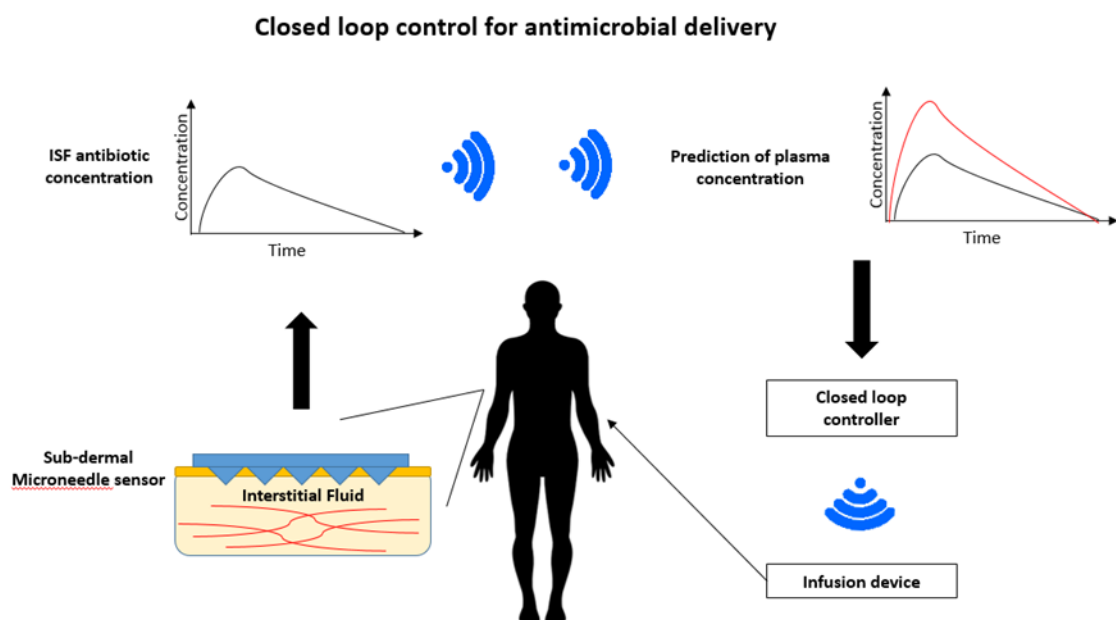 Closed loop control for antimicrobial delivery
ISF antibiotic
concentration
Concentration
Time
Prediction of plasma
concentration
Concentration
Time
Closed loop
controller
Sub-dermal
Microneedle sensor
Interstitial Fluid
Infusion device